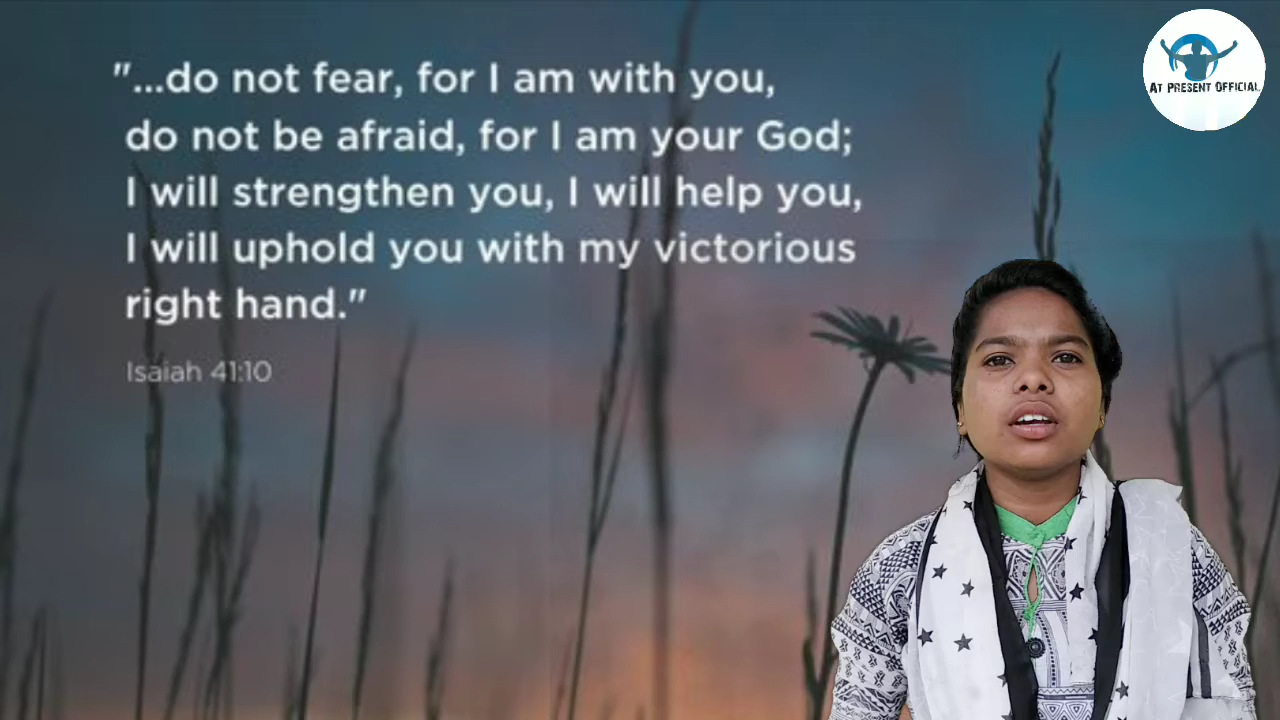 "...do not fear, for I am with you,
do not be afraid, for I am your God;
I will strengthen you, I will help you,
I will uphold you with my victorious
right hand."
Isaiah 41:10
AT PRESENT OFFICIAL